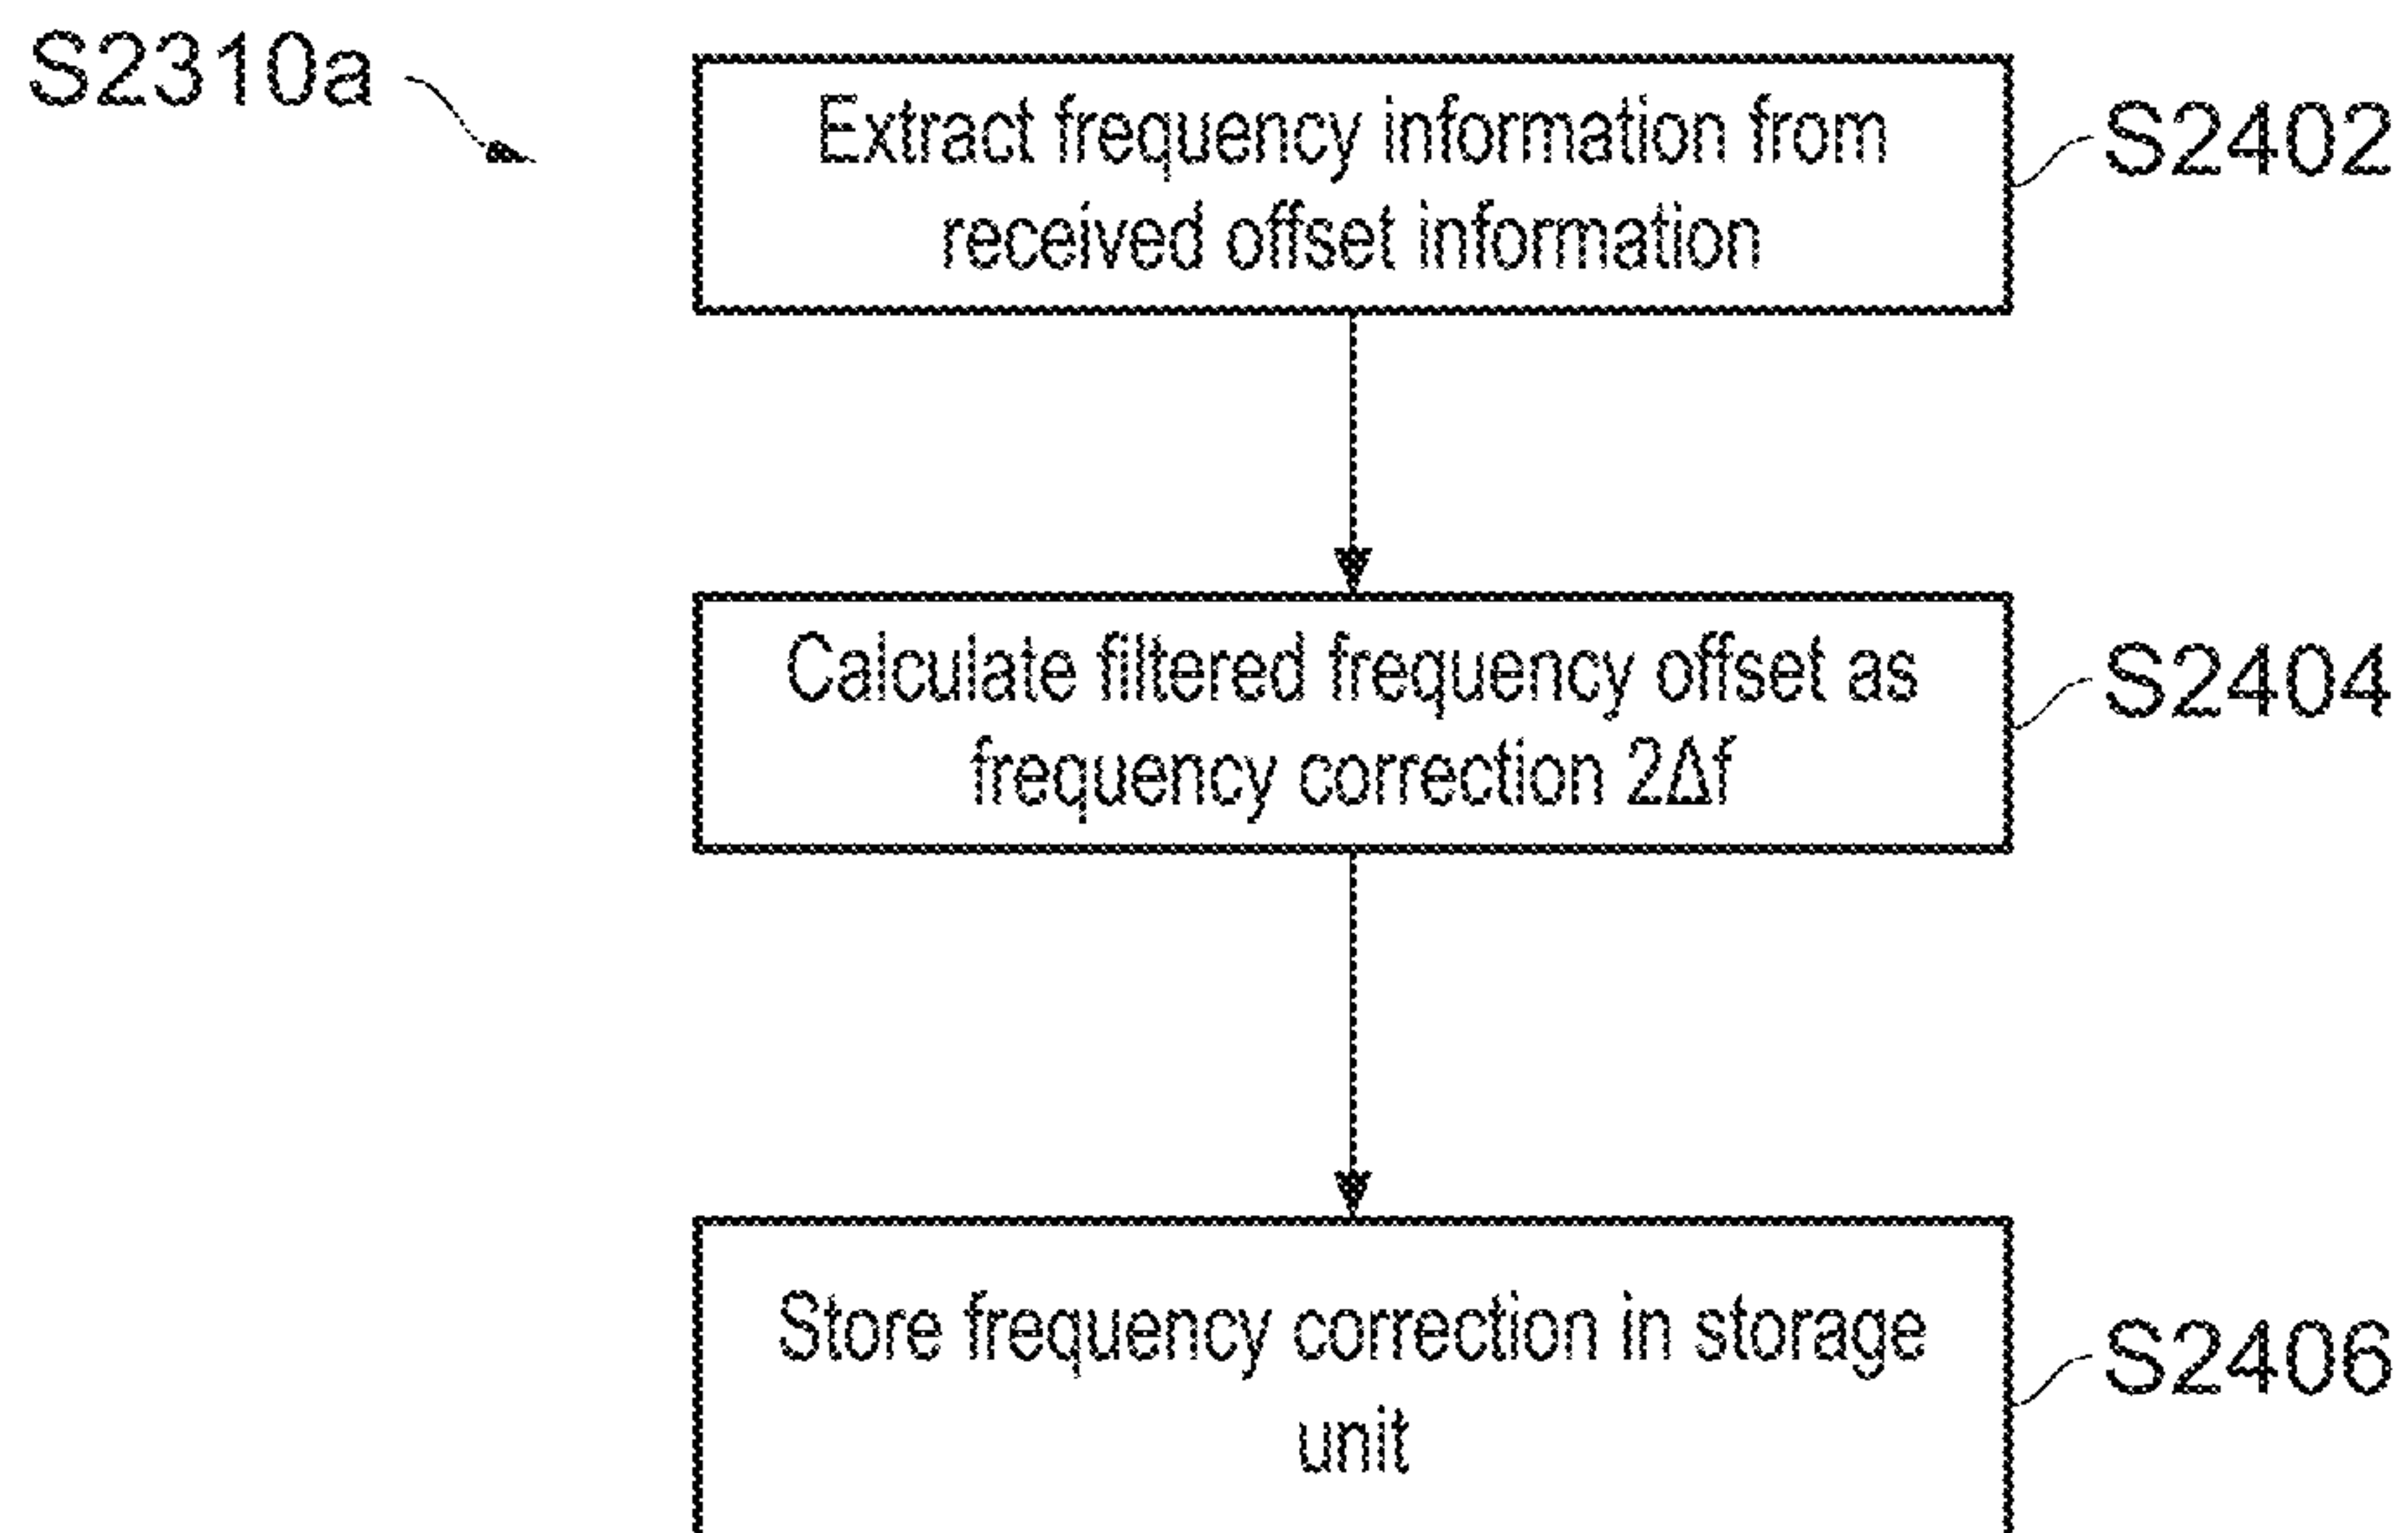 S2310a
Extract frequency information from
received offset information
S2402
Calculate filtered frequency offset as
frequency correction 2Δf
S2404
Store frequency correction in storage
unit
S2406